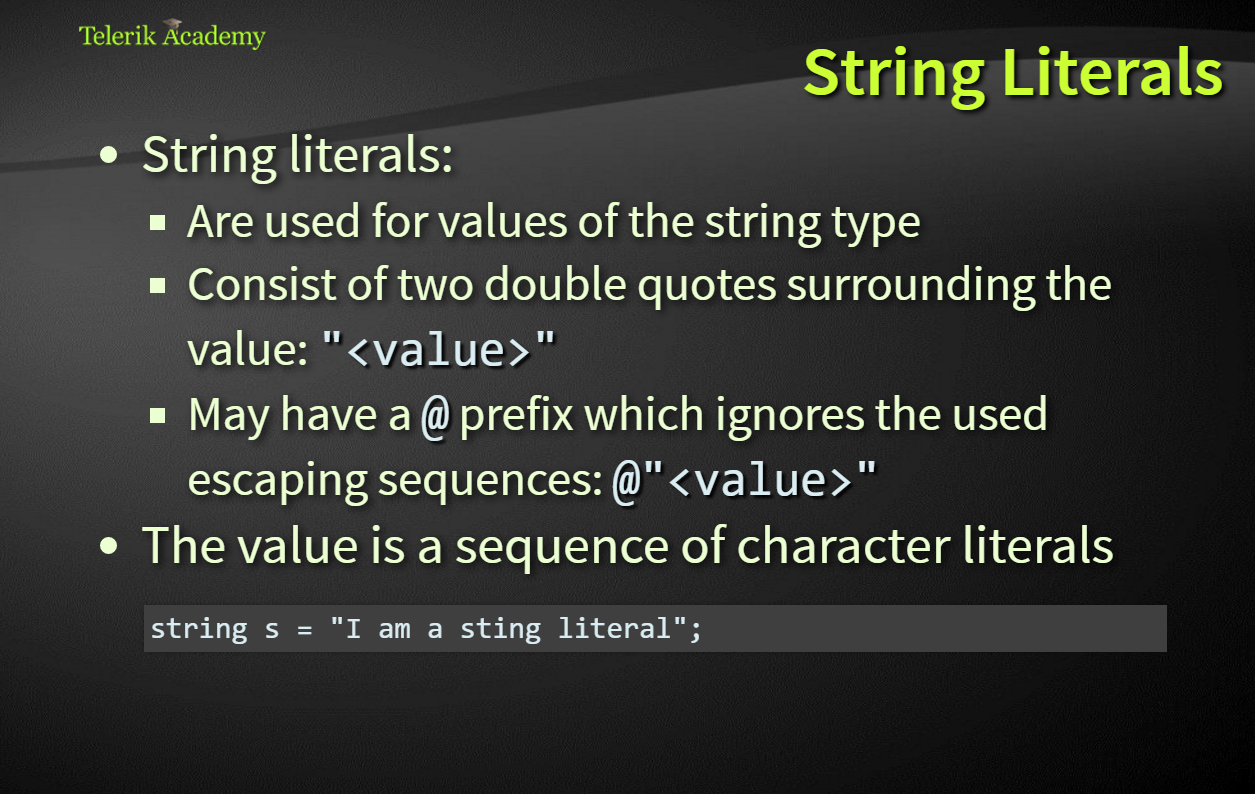 Telerik Academy
String Literals
• String literals:
▪ Are used for values of the string type
▪ Consist of two double quotes surrounding the
value: "<value>"
▪ May have a @ prefix which ignores the used
escaping sequences: @"<value>"
• The value is a sequence of character literals
string s = "I am a sting literal";